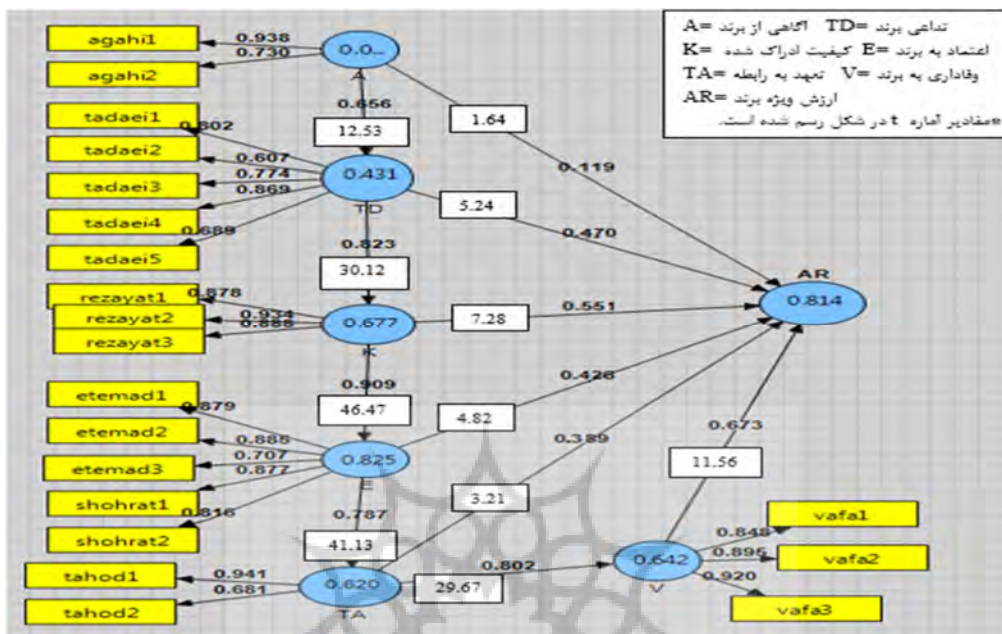 A= آگاهی از برند TD= تداعی برند
K= کیفیت ادراک شده E= اعتماد به برند
TA= تعهد به رابطه V= وفاداری به برند
AR= ارزش ویژه برند
*مقادیر آماره t در شکل رسم شده است.
agahi1
0.938
agahi2
0.730
0.0...
A
0.656
12.53
1.64
0.119
tadaei1
0.802
tadaei2
0.607
tadaei3
0.774
tadaei4
0.869
tadaei5
0.689
0.431
TD
5.24
0.470
0.823
30.12
rezayat1
0.878
rezayat2
0.934
rezayat3
0.886
0.677
K
7.28
0.551
AR
0.814
0.909
46.47
etemad1
0.879
etemad2
0.885
etemad3
0.707
shohrat1
0.877
shohrat2
0.816
0.825
E
4.82
0.426
0.787
41.13
3.21
0.389
tahod1
0.941
tahod2
0.681
0.620
TA
29.67
0.802
0.642
V
11.56
0.673
vafa1
0.848
vafa2
0.895
vafa3
0.920